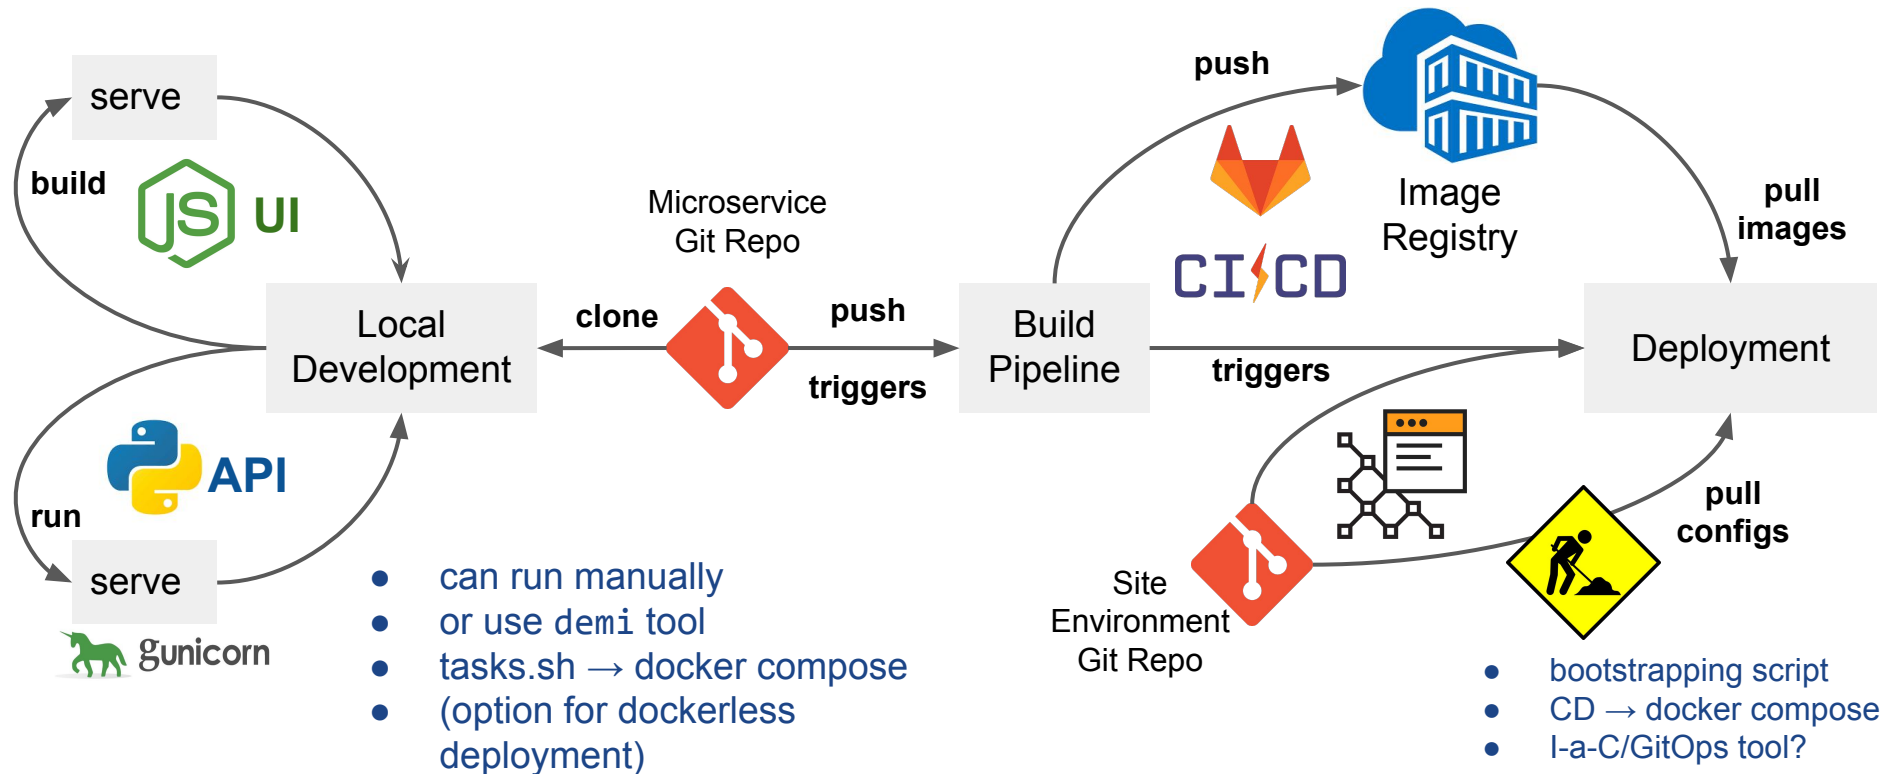 serve
build
JS UI
Local
Development
API
run
serve
gunicorn
Microservice
Git Repo
clone
push
triggers
Build
Pipeline
push
CI CD
Image
Registry
pull
images
triggers
Deployment
pull
configs
Site
Environment
Git Repo
● can run manually
● or use demi tool
● tasks.sh → docker compose
● (option for dockerless
deployment)
● bootstrapping script
● CD → docker compose
● I-a-C/GitOps tool?